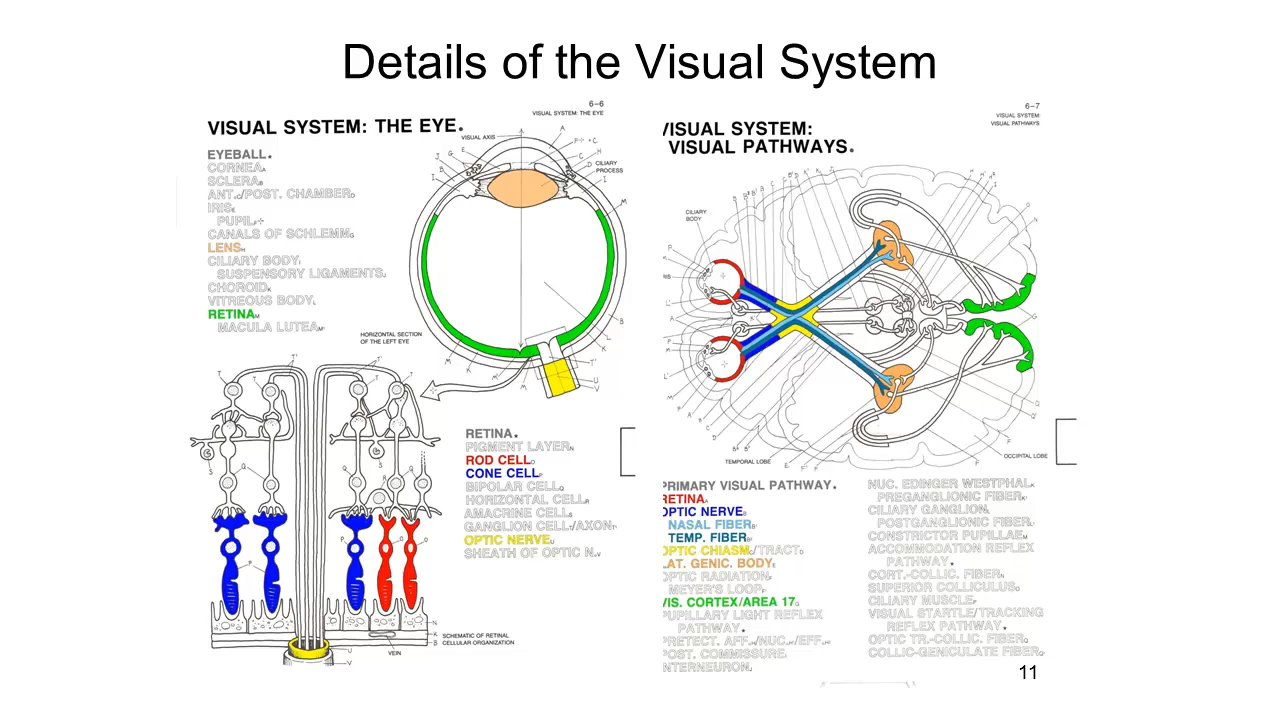 Details of the Visual System
6–6
VISUAL SYSTEM: THE EYE
VISUAL SYSTEM: THE EYE.
VISUAL AXIS
EYEBALL.
CORNEA A
SCLERA B
ANT. C/POST. CHAMBER D
IRIS E
PUPIL F
CANALS OF SCHLEMM G
LENS H
CILIARY BODY I
SUSPENSORY LIGAMENTS J
CHOROID K
VITREOUS BODY L
RETINA M
MACULA LUTEA M'
CILIARY
PROCESS
HORIZONTAL SECTION
OF THE LEFT EYE
RETINA.
PIGMENT LAYER N
ROD CELL O
CONE CELL P
BIPOLAR CELL Q
HORIZONTAL CELL R
AMACRINE CELL S
GANGLION CELL T/AXON T'
OPTIC NERVE U
SHEATH OF OPTIC N. V
SCHEMATIC OF RETINAL
CELLULAR ORGANIZATION
VEIN
6–7
VISUAL SYSTEM:
VISUAL PATHWAYS
VISUAL SYSTEM:
VISUAL PATHWAYS.
CILIARY
BODY
TEMPORAL LOBE
OCCIPITAL LOBE
PRIMARY VISUAL PATHWAY.
RETINA A
OPTIC NERVE B
NASAL FIBER B'
TEMP. FIBER B²
OPTIC CHIASM C/TRACT D
LAT. GENIC. BODY E
OPTIC RADIATION F
MEYER'S LOOP F'
VIS. CORTEX/AREA 17 G
PUPILLARY LIGHT REFLEX
PATHWAY.
PRETECT. AFF. H/NUC. H'/EFF. H²
POST. COMMISSURE I
INTERNEURON J
NUC. EDINGER WESTPHAL K
PREGANGLIONIC FIBER K'
CILIARY GANGLION L
POSTGANGLIONIC FIBER L'
CONSTRICTOR PUPILLAE M
ACCOMMODATION REFLEX
PATHWAY.
CORT.-COLLIC. FIBER N
SUPERIOR COLLICULUS O
CILIARY MUSCLE P
VISUAL STARTLE/TRACKING
REFLEX PATHWAY.
OPTIC TR.-COLLIC. FIBER Q
COLLIC-GENICULATE FIBER Q'
11